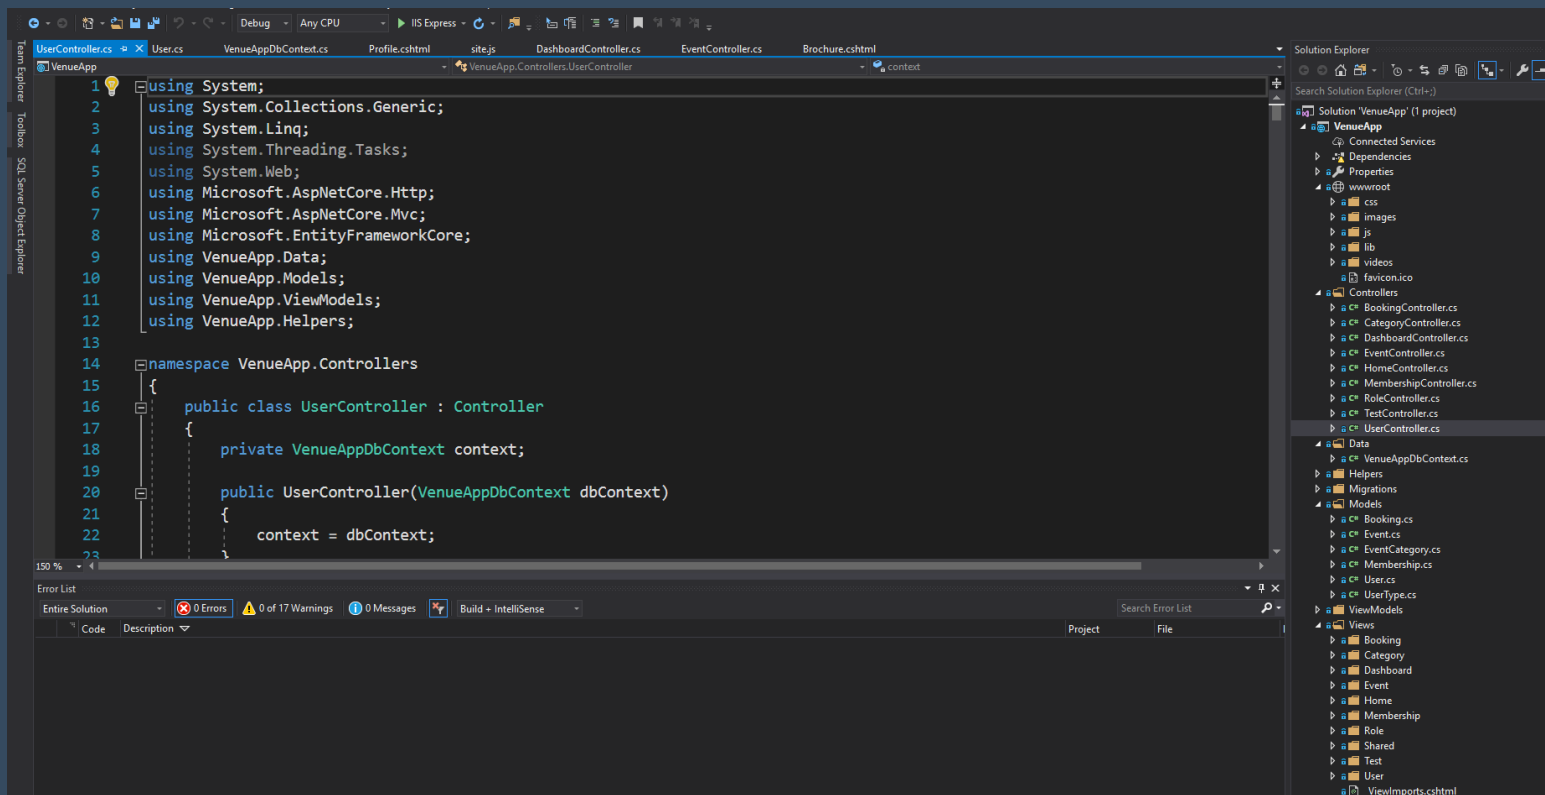 Debug Any CPU IIS Express
UserController.cs User.cs VenueAppDbContext.cs Profile.cshtml site.js DashboardController.cs EventController.cs Brochure.cshtml
VenueApp VenueApp.Controllers.UserController context
Team Explorer
Toolbox
SQL Server Object Explorer
1 using System;
2 using System.Collections.Generic;
3 using System.Linq;
4 using System.Threading.Tasks;
5 using System.Web;
6 using Microsoft.AspNetCore.Http;
7 using Microsoft.AspNetCore.Mvc;
8 using Microsoft.EntityFrameworkCore;
9 using VenueApp.Data;
10 using VenueApp.Models;
11 using VenueApp.ViewModels;
12 using VenueApp.Helpers;
13
14 namespace VenueApp.Controllers
15 {
16 public class UserController : Controller
17 {
18 private VenueAppDbContext context;
19
20 public UserController(VenueAppDbContext dbContext)
21 {
22 context = dbContext;
23 }
150 %
Error List
Entire Solution 0 Errors 0 of 17 Warnings 0 Messages Build + IntelliSense Search Error List
Code Description Project File
Solution Explorer
Search Solution Explorer (Ctrl+;)
Solution 'VenueApp' (1 project)
VenueApp
Connected Services
Dependencies
Properties
wwwroot
css
images
js
lib
videos
favicon.ico
Controllers
C# BookingController.cs
C# CategoryController.cs
C# DashboardController.cs
C# EventController.cs
C# HomeController.cs
C# MembershipController.cs
C# RoleController.cs
C# TestController.cs
C# UserController.cs
Data
C# VenueAppDbContext.cs
Helpers
Migrations
Models
C# Booking.cs
C# Event.cs
C# EventCategory.cs
C# Membership.cs
C# User.cs
C# UserType.cs
ViewModels
Views
Booking
Category
Dashboard
Event
Home
Membership
Role
Shared
Test
User
_ViewImports.cshtml